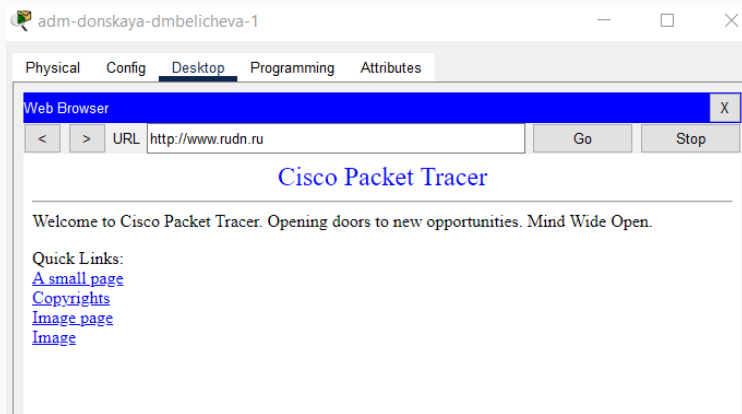 adm-donskaya-dmbelicheva-1
Physical Config Desktop Programming Attributes
Web Browser X
< > URL http://www.rudn.ru Go Stop
Cisco Packet Tracer
Welcome to Cisco Packet Tracer. Opening doors to new opportunities. Mind Wide Open.
Quick Links:
A small page
Copyrights
Image page
Image